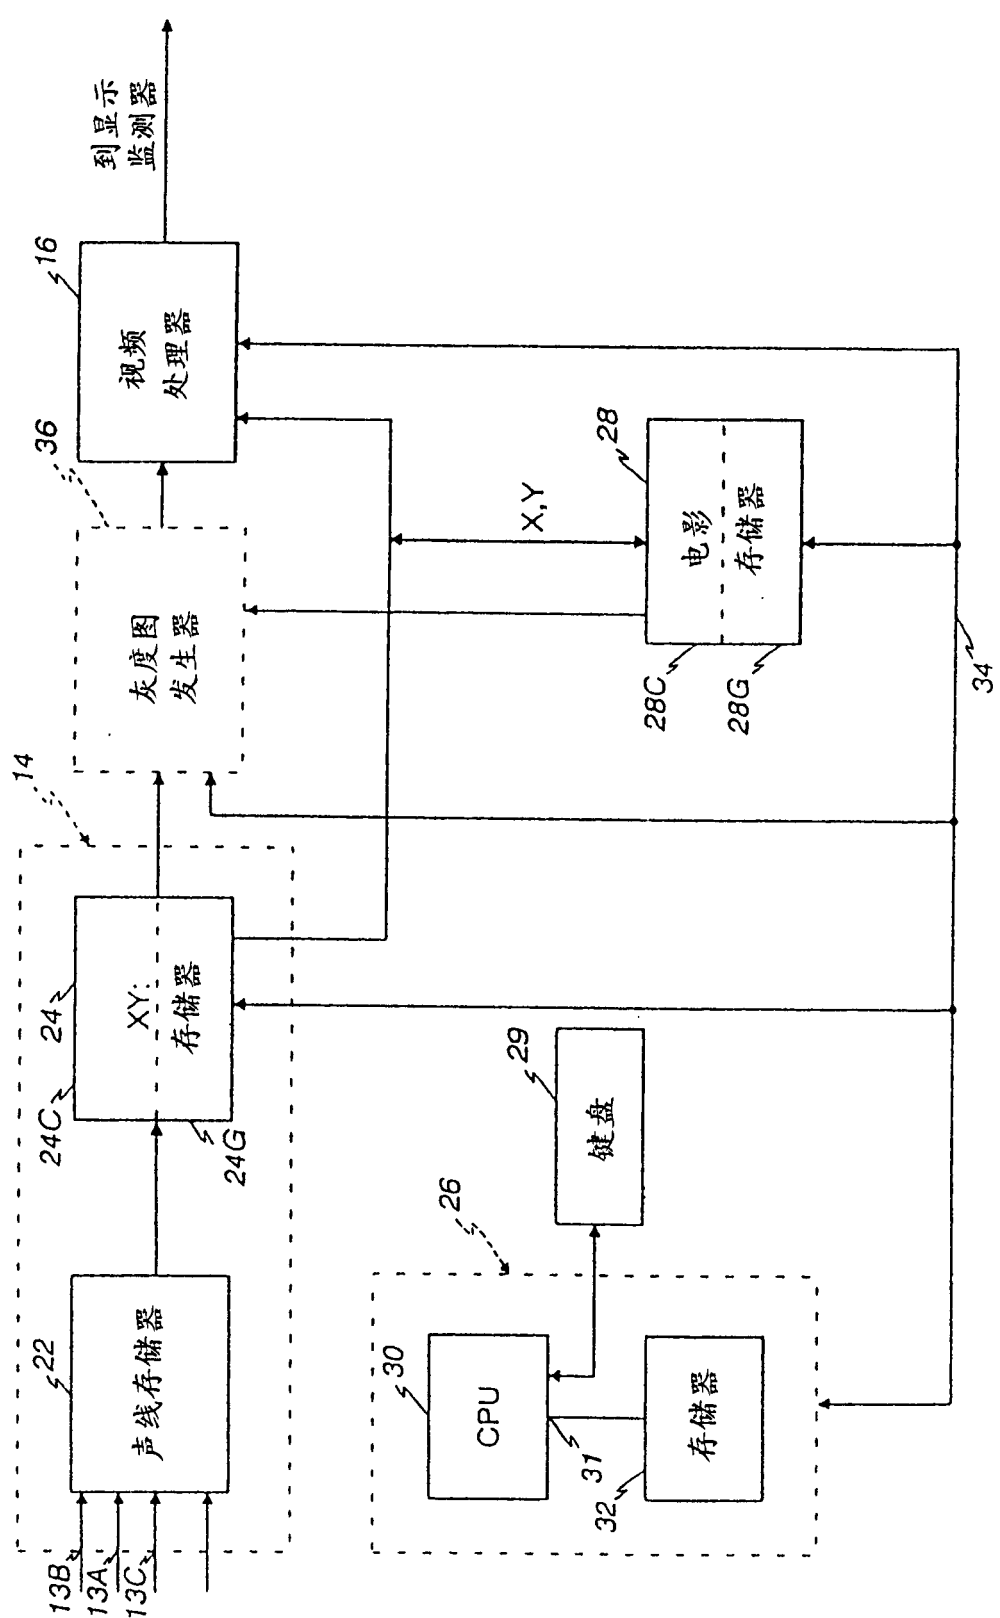 13B
13A
13C
22
声线存储器
24C
24
24G
XY:
存储器
14
36
灰度图
发生器
16
视频
处理器
到显示
监测器
26
30
CPU
31
32
存储器
29
键盘
28
28C
28G
电影
存储器
X,Y
34